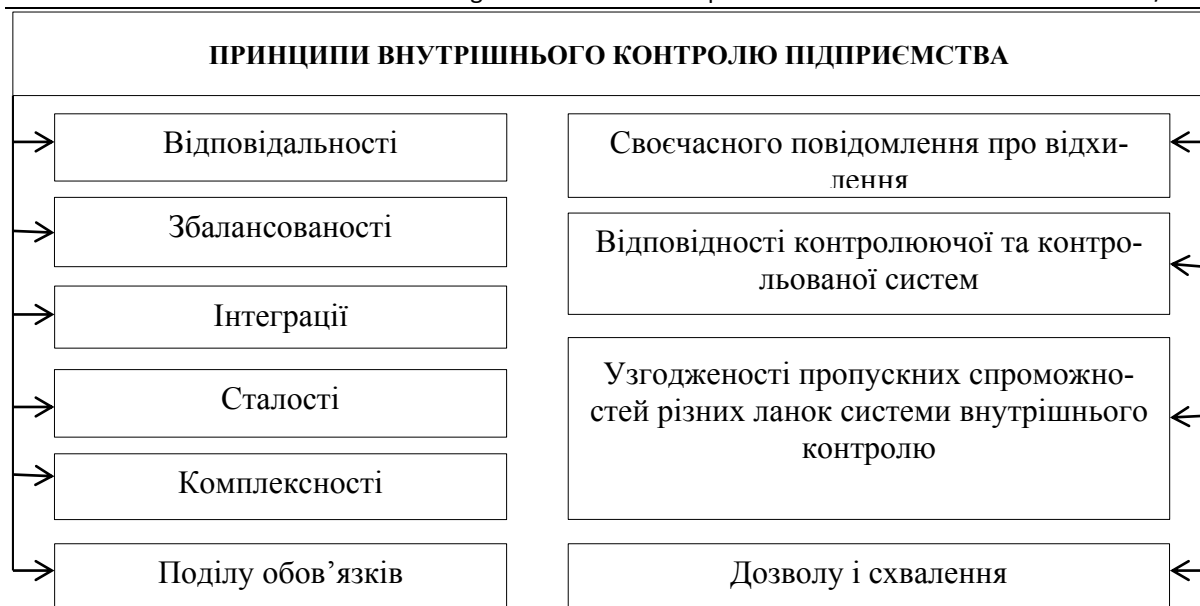 ПРИНЦИПИ ВНУТРІШНЬОГО КОНТРОЛЮ ПІДПРИЄМСТВА
Відповідальності
Збалансованості
Інтеграції
Сталості
Комплексності
Поділу обов’язків
Своєчасного повідомлення про відхи-
лення
Відповідності контролюючої та контро-
льованої систем
Узгодженості пропускних спроможно-
стей різних ланок системи внутрішнього
контролю
Дозволу і схвалення